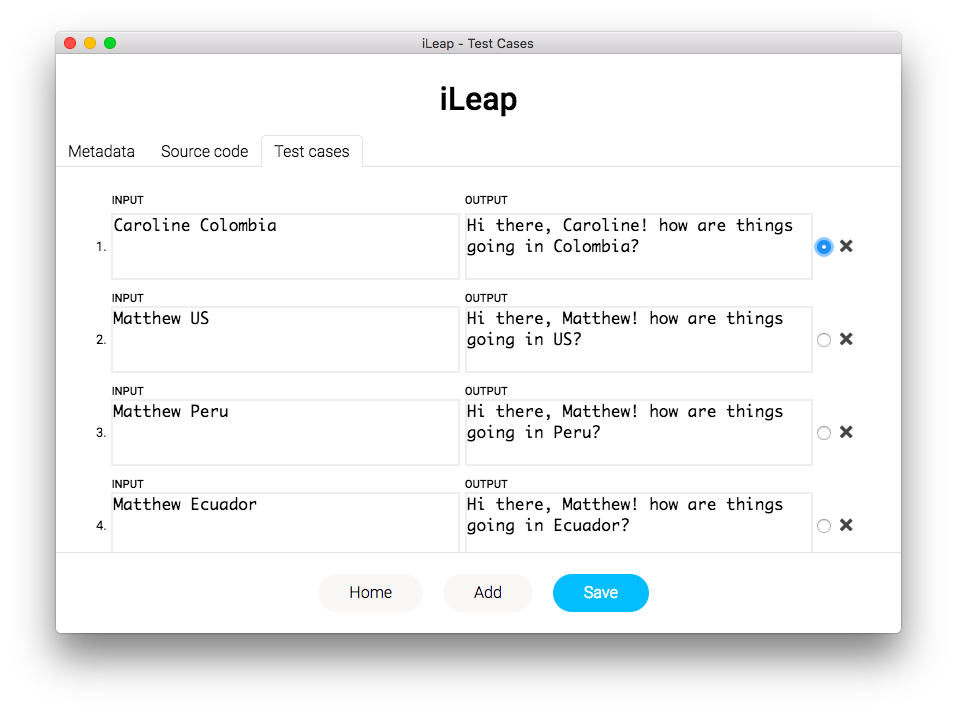 iLeap - Test Cases
iLeap
Metadata Source code Test cases
INPUT OUTPUT
1. Caroline Colombia
Hi there, Caroline! how are things
going in Colombia?
INPUT OUTPUT
2. Matthew US
Hi there, Matthew! how are things
going in US?
INPUT OUTPUT
3. Matthew Peru
Hi there, Matthew! how are things
going in Peru?
INPUT OUTPUT
4. Matthew Ecuador
Hi there, Matthew! how are things
going in Ecuador?
Home Add Save